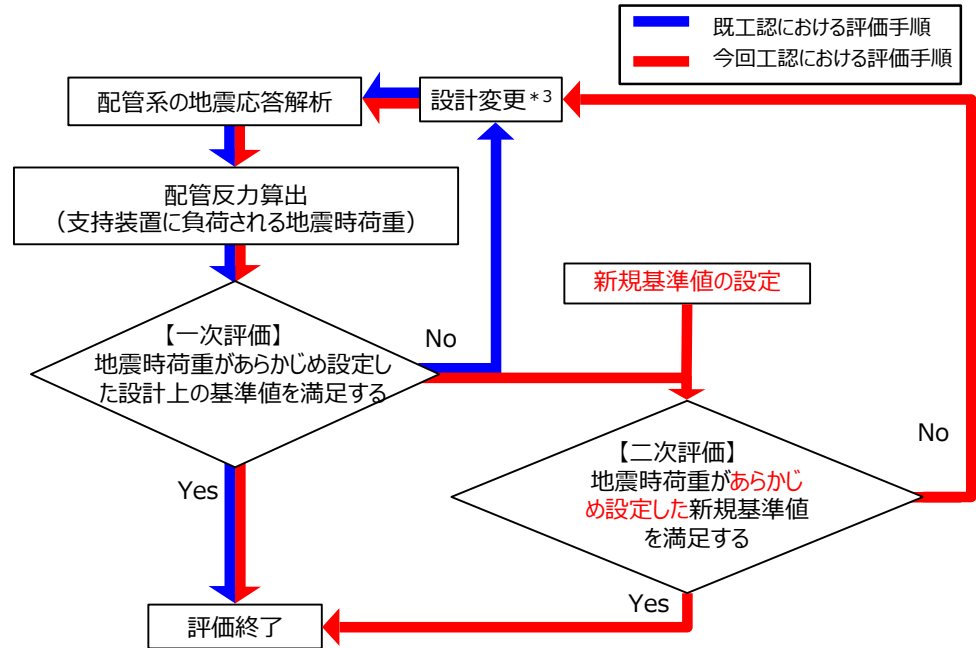 既工認における評価手順
今回工認における評価手順
配管系の地震応答解析
設計変更*3
配管反力算出
(支持装置に負荷される地震時荷重)
新規基準値の設定
【一次評価】
地震時荷重があらかじめ設定し
た設計上の基準値を満足する
No
Yes
【二次評価】
地震時荷重があらかじ
め設定した新規基準値
を満足する
No
Yes
評価終了